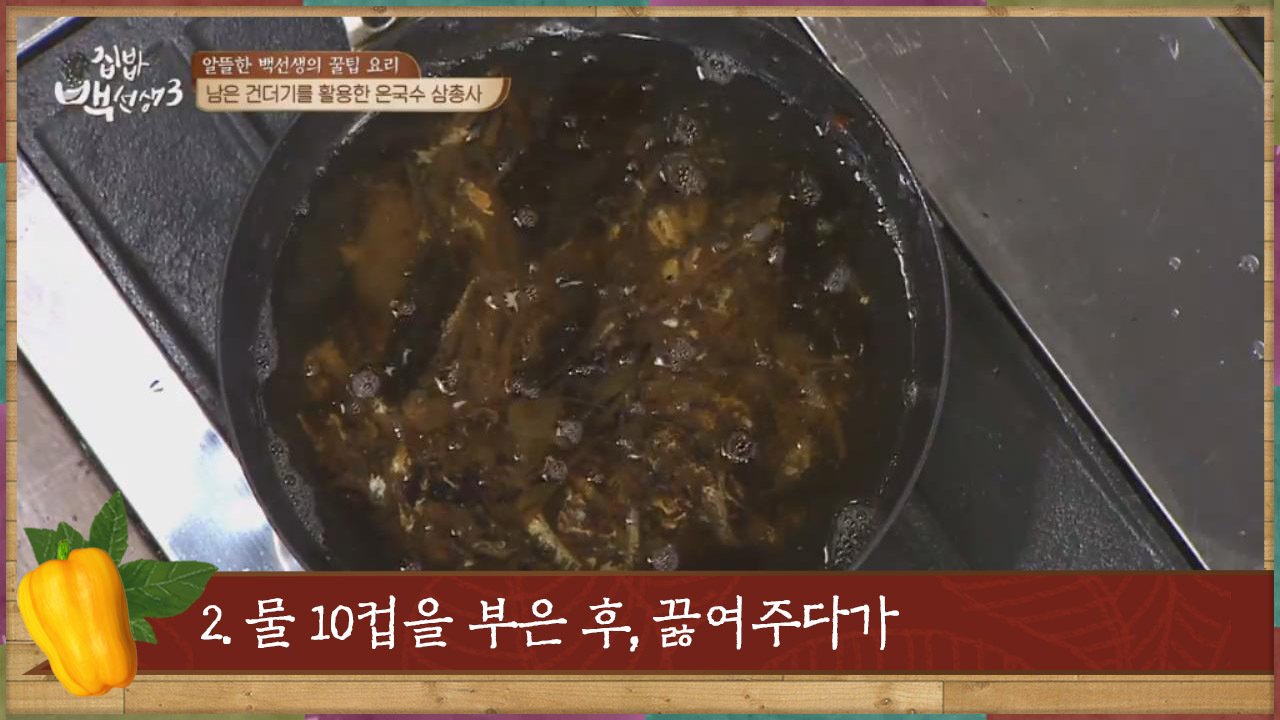 집밥
백선생3
알뜰한 백선생의 꿀팁 요리
남은 건더기를 활용한 온국수 삼총사
2. 물 10컵을 부은 후, 끓여주다가